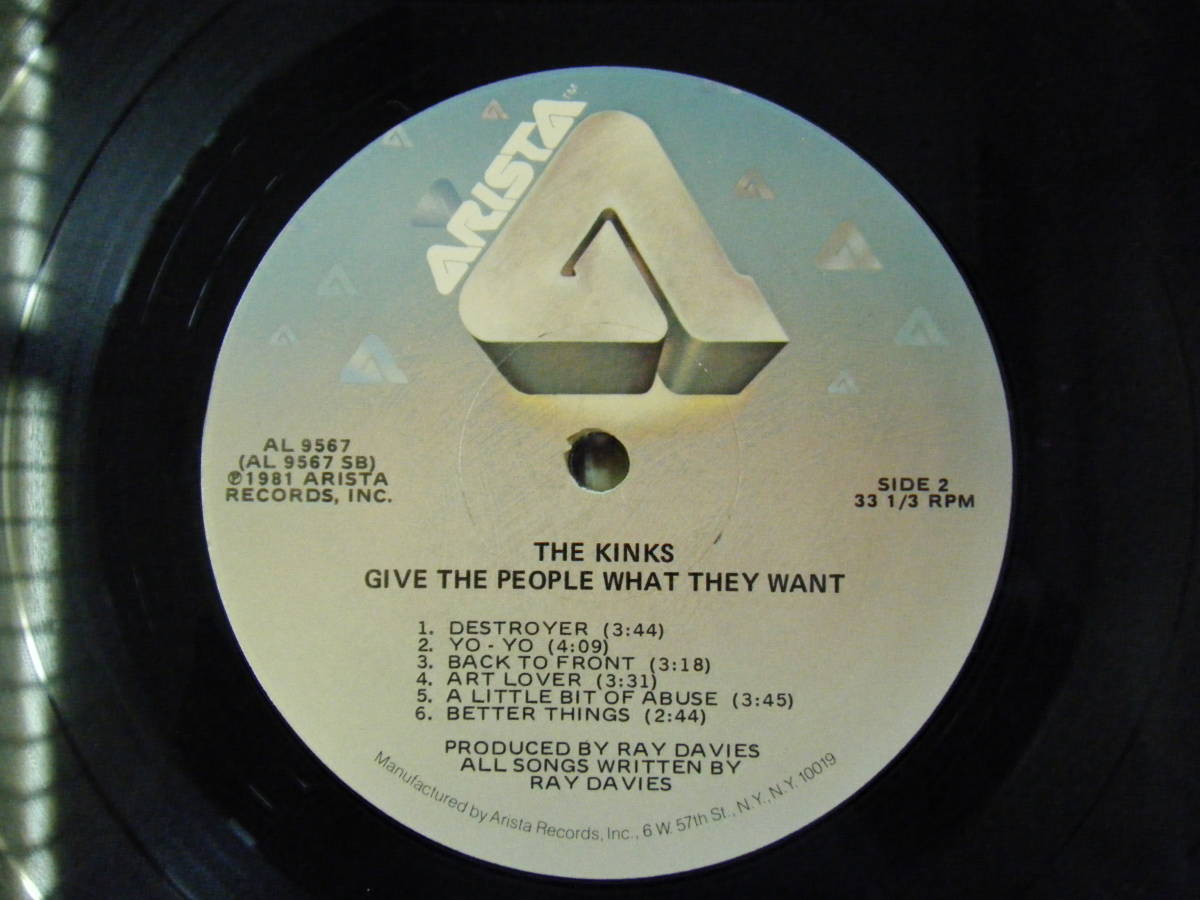 ARISTA™
AL 9567
(AL 9567 SB)
℗1981 ARISTA
RECORDS, INC.
SIDE 2
33 1/3 RPM
THE KINKS
GIVE THE PEOPLE WHAT THEY WANT
1. DESTROYER (3:44)
2. YO-YO (4:09)
3. BACK TO FRONT (3:18)
4. ART LOVER (3:31)
5. A LITTLE BIT OF ABUSE (3:45)
6. BETTER THINGS (2:44)
PRODUCED BY RAY DAVIES
ALL SONGS WRITTEN BY
RAY DAVIES
Manufactured by Arista Records, Inc., 6 W. 57th St., N.Y., N.Y. 10019